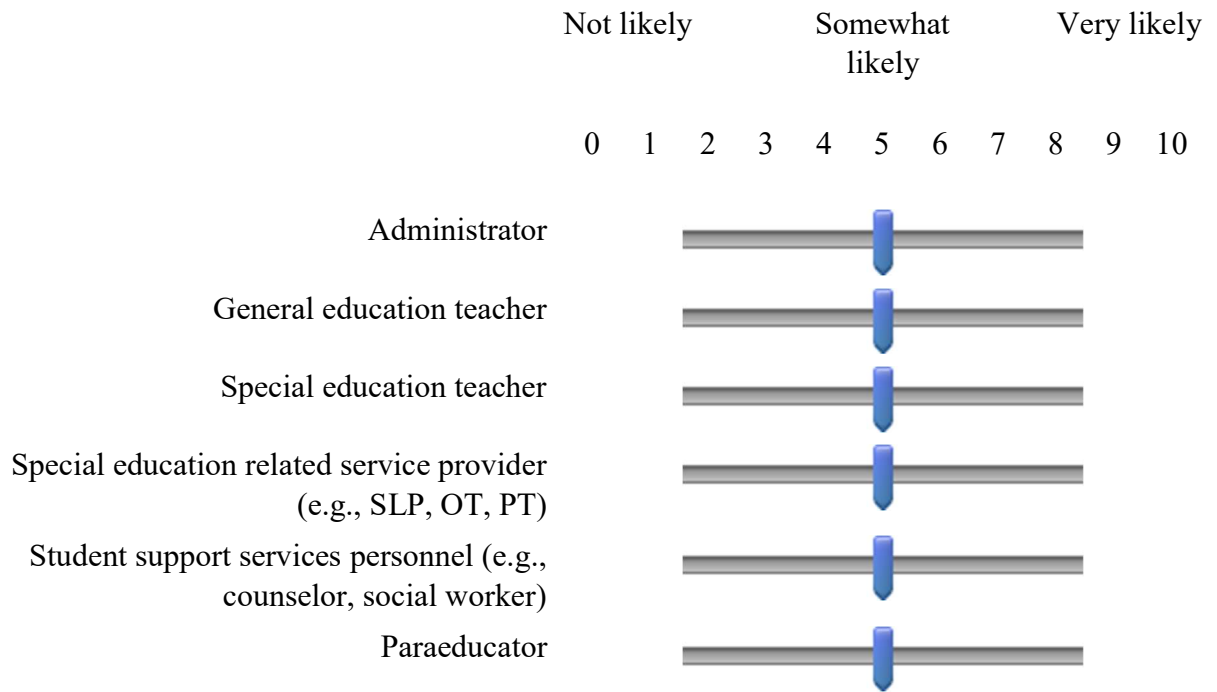 Not likely Somewhat Very likely
likely
0 1 2 3 4 5 6 7 8 9 10
Administrator
General education teacher
Special education teacher
Special education related service provider
(e.g., SLP, OT, PT)
Student support services personnel (e.g.,
counselor, social worker)
Paraeducator